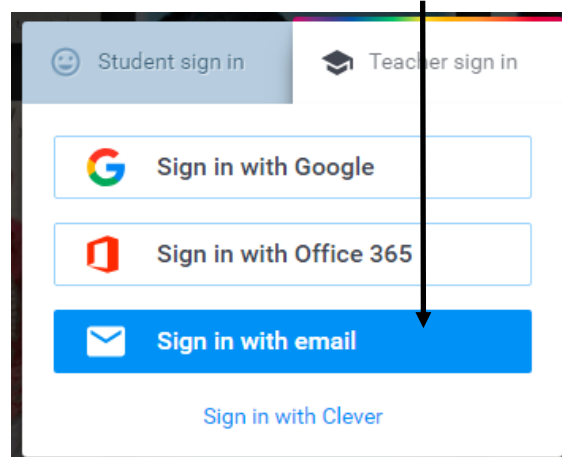 Student sign in
Teacher sign in
Sign in with Google
Sign in with Office 365
Sign in with email
Sign in with Clever